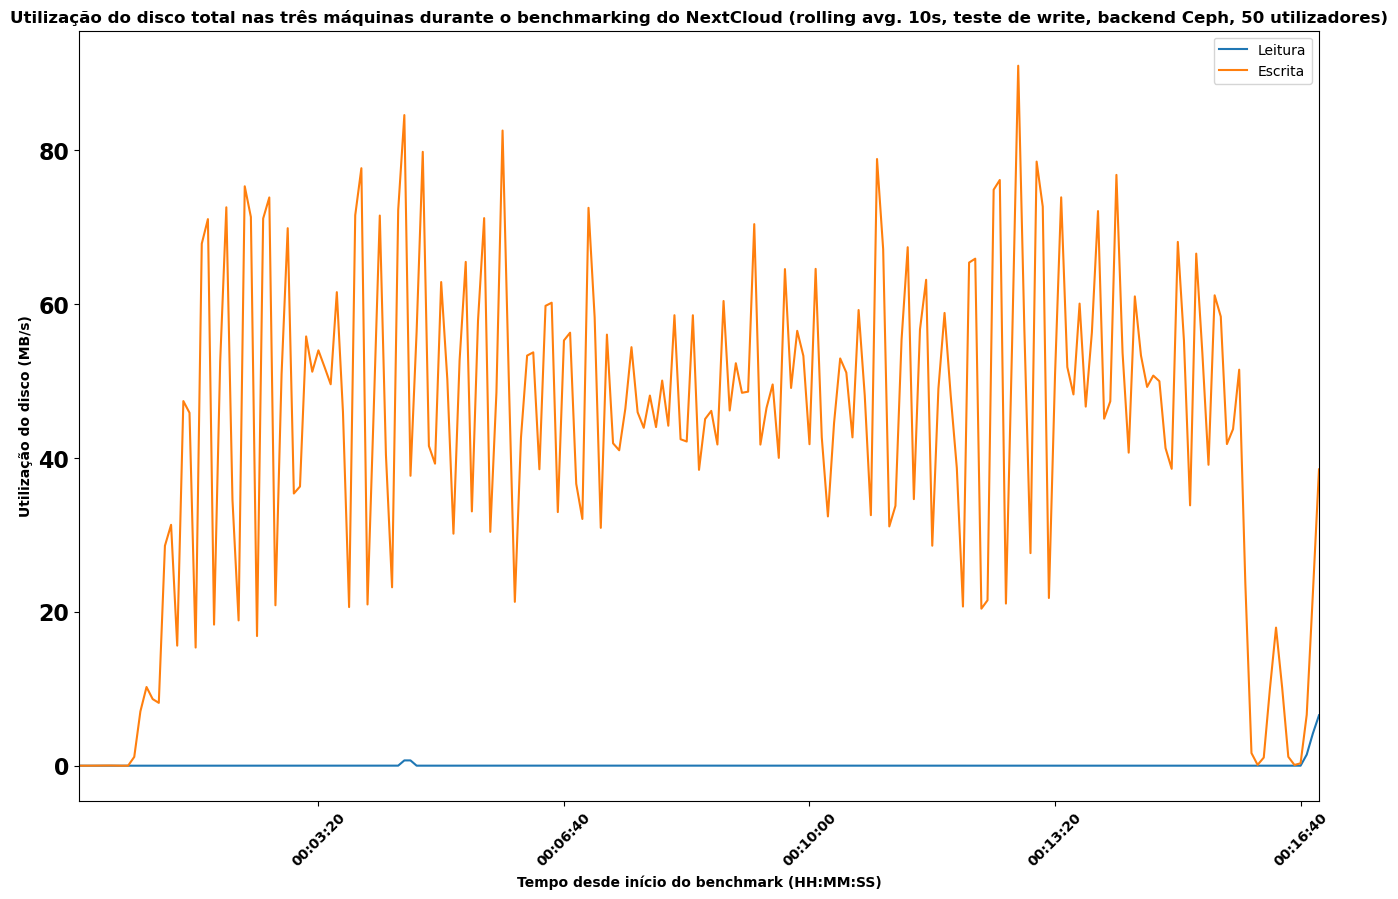 Utilização do disco total nas três máquinas durante o benchmarking do NextCloud (rolling avg. 10s, teste de write, backend Ceph, 50 utilizadores)
Leitura
Escrita
Utilização do disco (MB/s)
80
60
40
20
0
00:03:20
00:06:40
00:10:00
00:13:20
00:16:40
Tempo desde início do benchmark (HH:MM:SS)